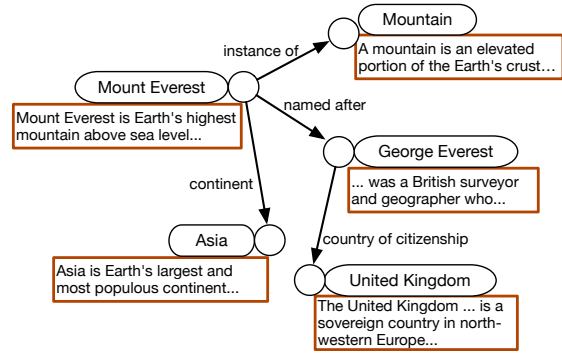 Mountain
instance of
A mountain is an elevated
portion of the Earth's crust...
Mount Everest
named after
Mount Everest is Earth's highest
mountain above sea level...
George Everest
... was a British surveyor
and geographer who...
continent
Asia
country of citizenship
Asia is Earth's largest and
most populous continent...
United Kingdom
The United Kingdom ... is a
sovereign country in north-
western Europe...